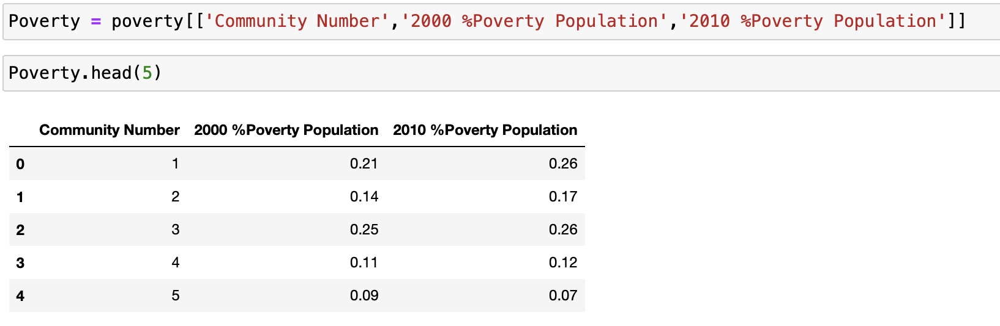 Poverty = poverty[['Community Number','2000 %Poverty Population','2010 %Poverty Population']]
Poverty.head(5)
Community Number 2000 %Poverty Population 2010 %Poverty Population
0 1 0.21 0.26
1 2 0.14 0.17
2 3 0.25 0.26
3 4 0.11 0.12
4 5 0.09 0.07